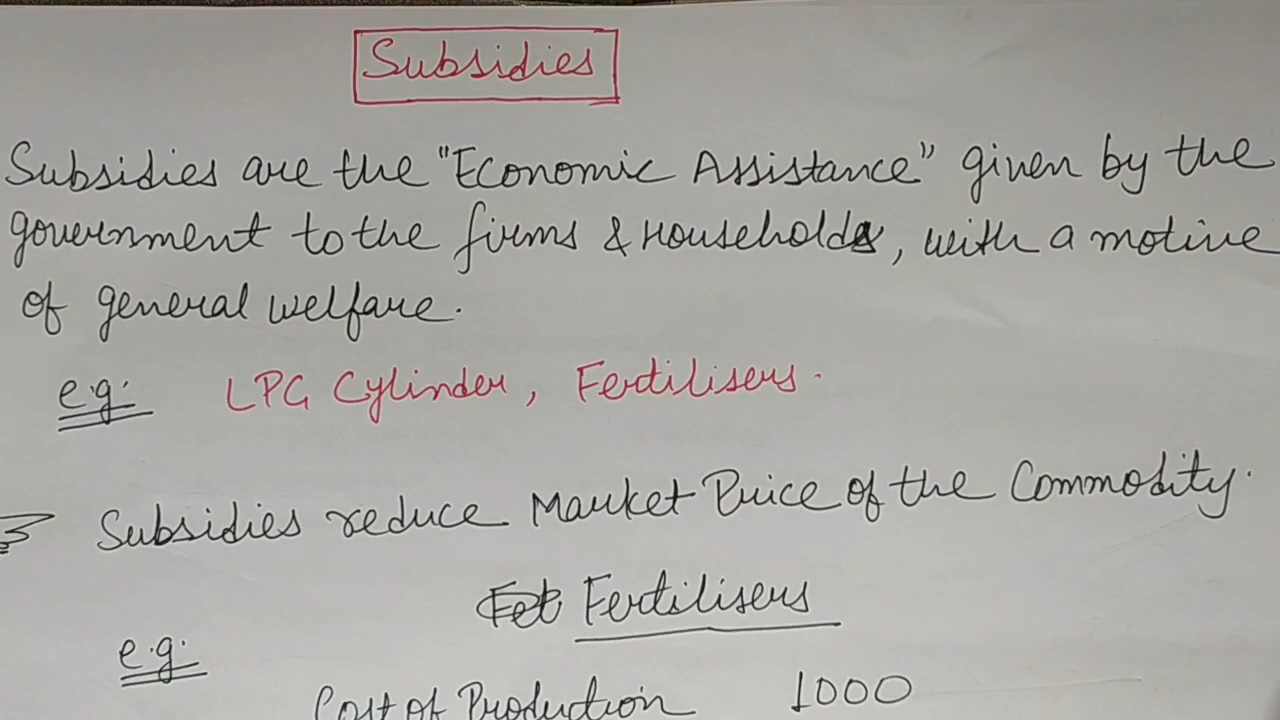 Subsidies
Subsidies are the "Economic Assistance" given by the
government to the firms & Households, with a motive
of general welfare.
e.g. LPG Cylinder, Fertilisers.
Subsidies reduce Market Price of the Commodity.
Fet Fertilisers
e.g.
Cost of Production 1000